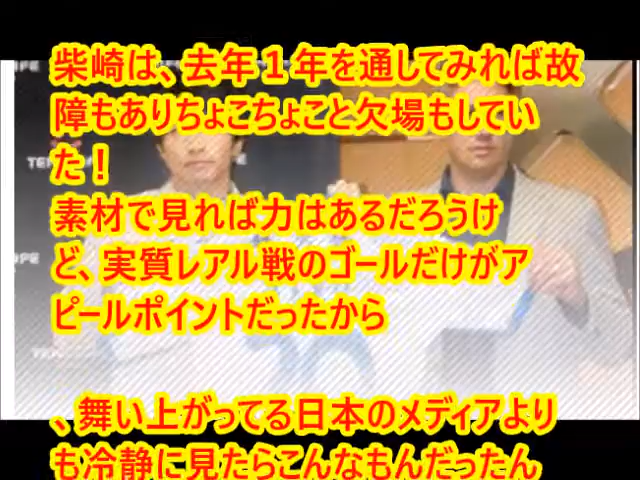 柴崎は、去年１年を通してみれば故
障もありちょこちょこと欠場もしてい
た！
素材で見れば力はあるだろうけ
ど、実質レアル戦のゴールだけがア
ピールポイントだったから
、舞い上がってる日本のメディアより
も冷静に見たらこんなもんだったん